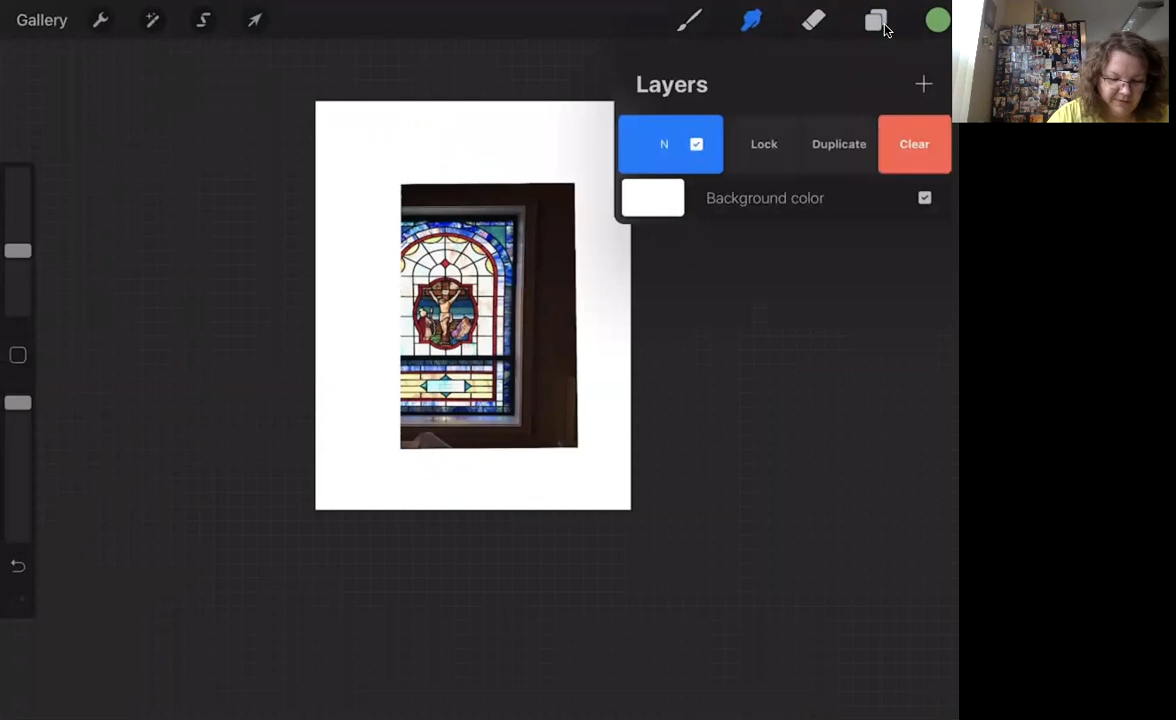 Gallery
Layers
N
Lock
Duplicate
Clear
Background color